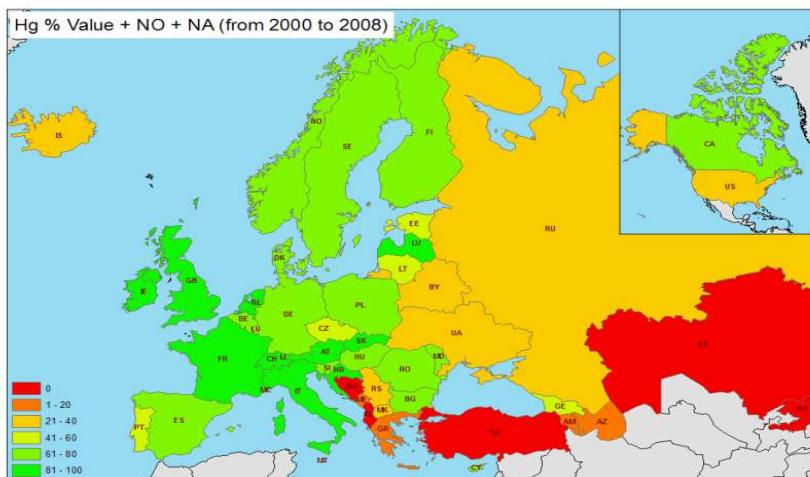 Hg % Value + NO + NA (from 2000 to 2008)
IS
NO
SE
FI
CA
US
RU
EE
LV
LT
DK
IE
GB
NL
BE
LU
DE
PL
BY
UA
CZ
SK
FR
CH
LI
AT
HU
MD
SI
HR
RO
MC
IT
RS
BG
MK
PT
ES
GR
TR
GE
AM
AZ
KZ
MT
CY
0
1 - 20
21 - 40
41 - 60
61 - 80
81 - 100